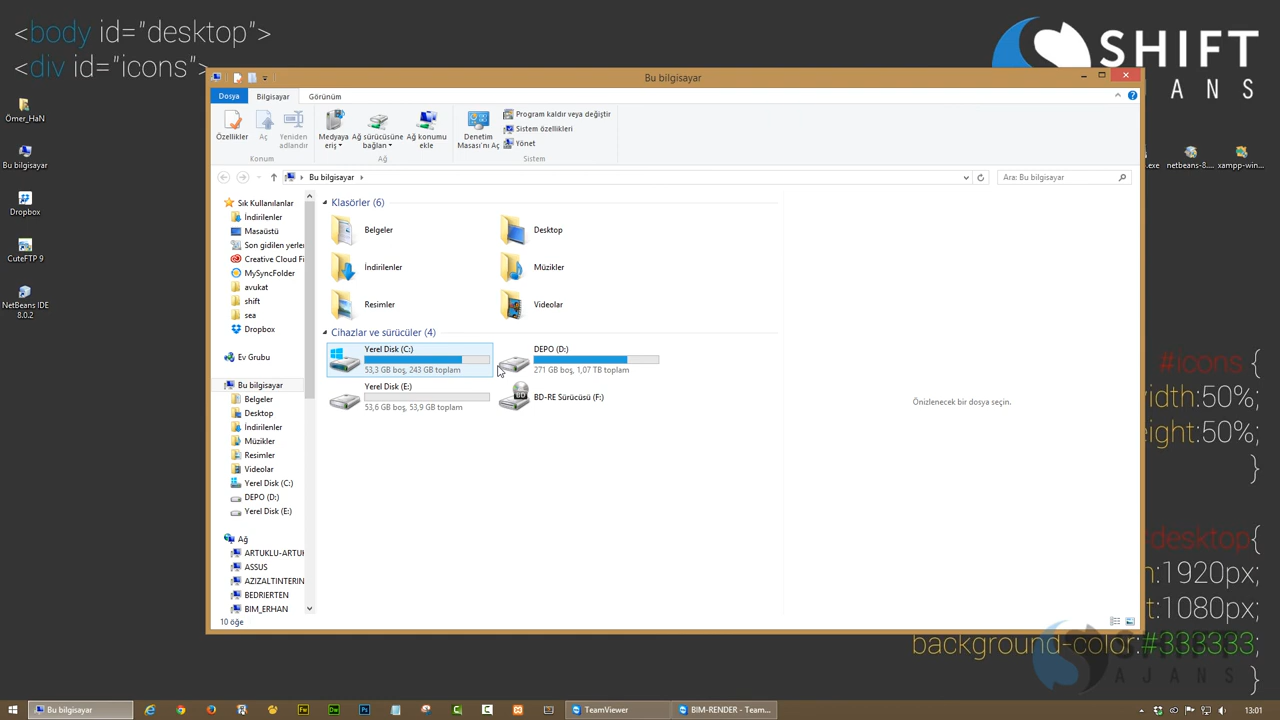 <body id="desktop">
<div id="icons">
SHIFT
ANS
Ömer_HaN
Bu bilgisayar
Dropbox
CuteFTP 9
NetBeans IDE
8.0.2
.exe
netbeans-8....
xampp-win...
Bu bilgisayar
Dosya
Bilgisayar
Görünüm
Özellikler
Aç
Yeniden
adlandır
Konum
Medyaya
eriş
Ağ sürücüsüne
bağlan
Ağ konumu
ekle
Ağ
Denetim
Masası'nı Aç
Program kaldır veya değiştir
Sistem özellikleri
Yönet
Sistem
Bu bilgisayar
Ara: Bu bilgisayar
Sık Kullanılanlar
İndirilenler
Masaüstü
Son gidilen yerler
Creative Cloud Fi
MySyncFolder
avukat
shift
sea
Dropbox
Ev Grubu
Bu bilgisayar
Belgeler
Desktop
İndirilenler
Müzikler
Resimler
Videolar
Yerel Disk (C:)
DEPO (D:)
Yerel Disk (E:)
Ağ
ARTUKLU-ARTUK
ASSUS
AZIZALTINTERIN
BEDRIERTEN
BIM_ERHAN
Klasörler (6)
Belgeler
Desktop
İndirilenler
Müzikler
Resimler
Videolar
Cihazlar ve sürücüler (4)
Yerel Disk (C:)
53,3 GB boş, 243 GB toplam
DEPO (D:)
271 GB boş, 1,07 TB toplam
Yerel Disk (E:)
53,6 GB boş, 53,9 GB toplam
BD-RE Sürücüsü (F:)
BD
Önizlenecek bir dosya seçin.
10 öğe
#icons {
width:50%;
eight:50%;
}
desktop{
h:1920px;
t:1080px;
background-color:#333333;
}
AJANS
Bu bilgisayar
Fw
Dw
Ps
TeamViewer
BIM-RENDER - Team...
13:01